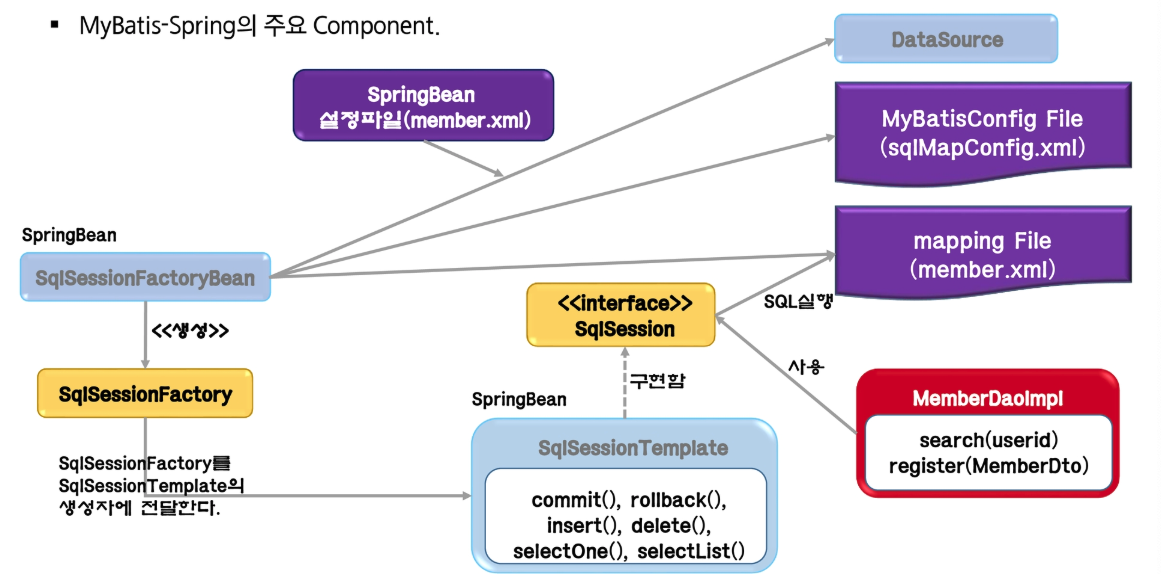 ▪ MyBatis-Spring의 주요 Component.
DataSource
SpringBean
설정파일(member.xml)
MyBatisConfig File
(sqlMapConfig.xml)
SpringBean
SqlSessionFactoryBean
mapping File
(member.xml)
<<interface>>
SqlSession
SQL실행
<<생성>>
사용
SqlSessionFactory
구현함
SpringBean
MemberDaoImpl
search(userid)
register(MemberDto)
SqlSessionTemplate
commit(), rollback(),
insert(), delete(),
selectOne(), selectList()
SqlSessionFactory를
SqlSessionTemplate의
생성자에 전달한다.